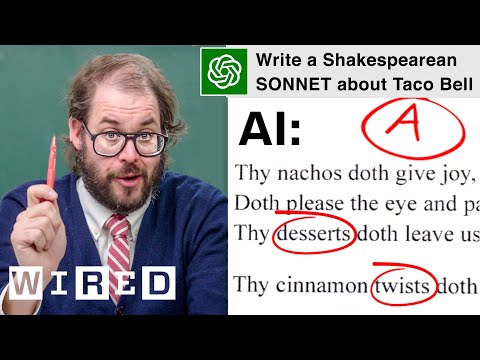 Write a Shakespearean
SONNET about Taco Bell
AI:
A
Thy nachos doth give joy,
Doth please the eye and
Thy desserts doth leave us
Thy cinnamon twists doth
WIRED